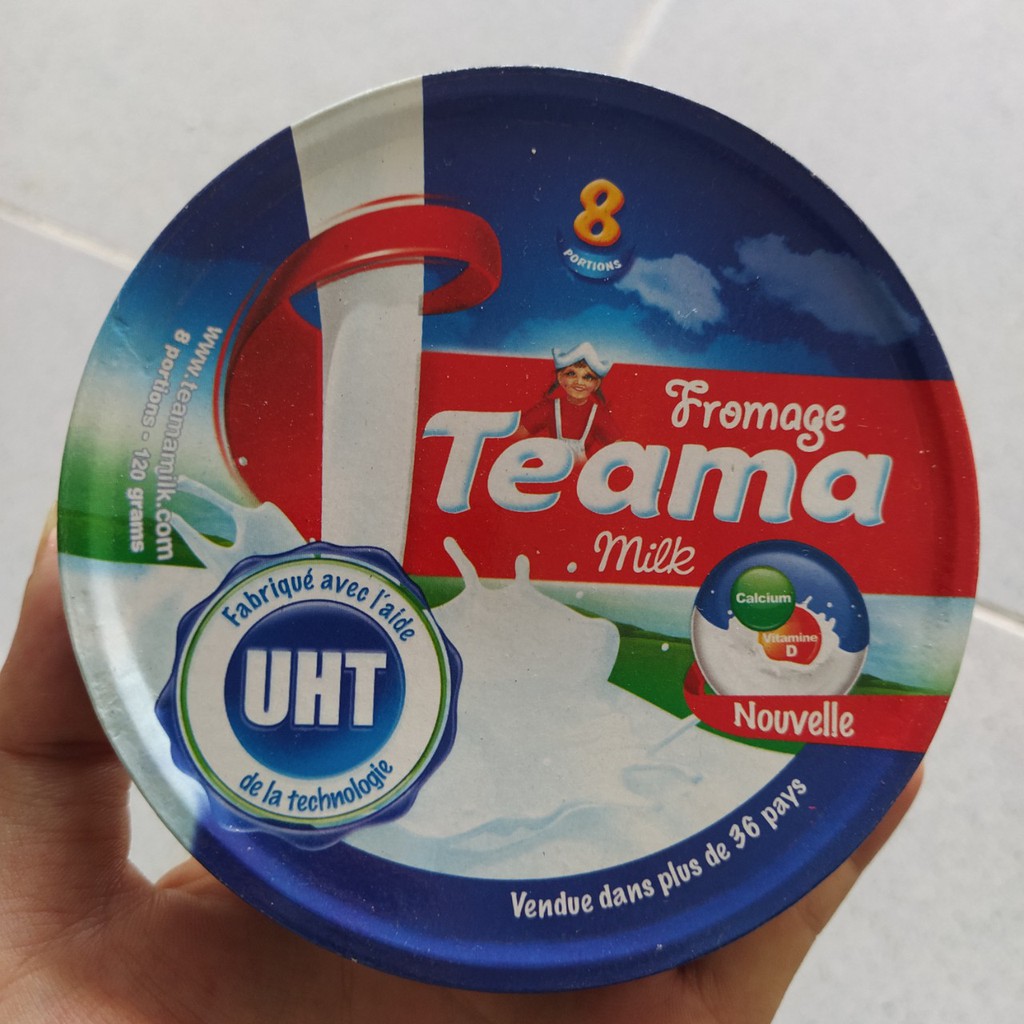 8
PORTIONS
www.teamamilk.com
8 portions - 120 grams
Fromage
Teama
Milk
Calcium
Vitamine
D
Nouvelle
Fabriqué avec l'aide
UHT
de la technologie
Vendue dans plus de 36 pays